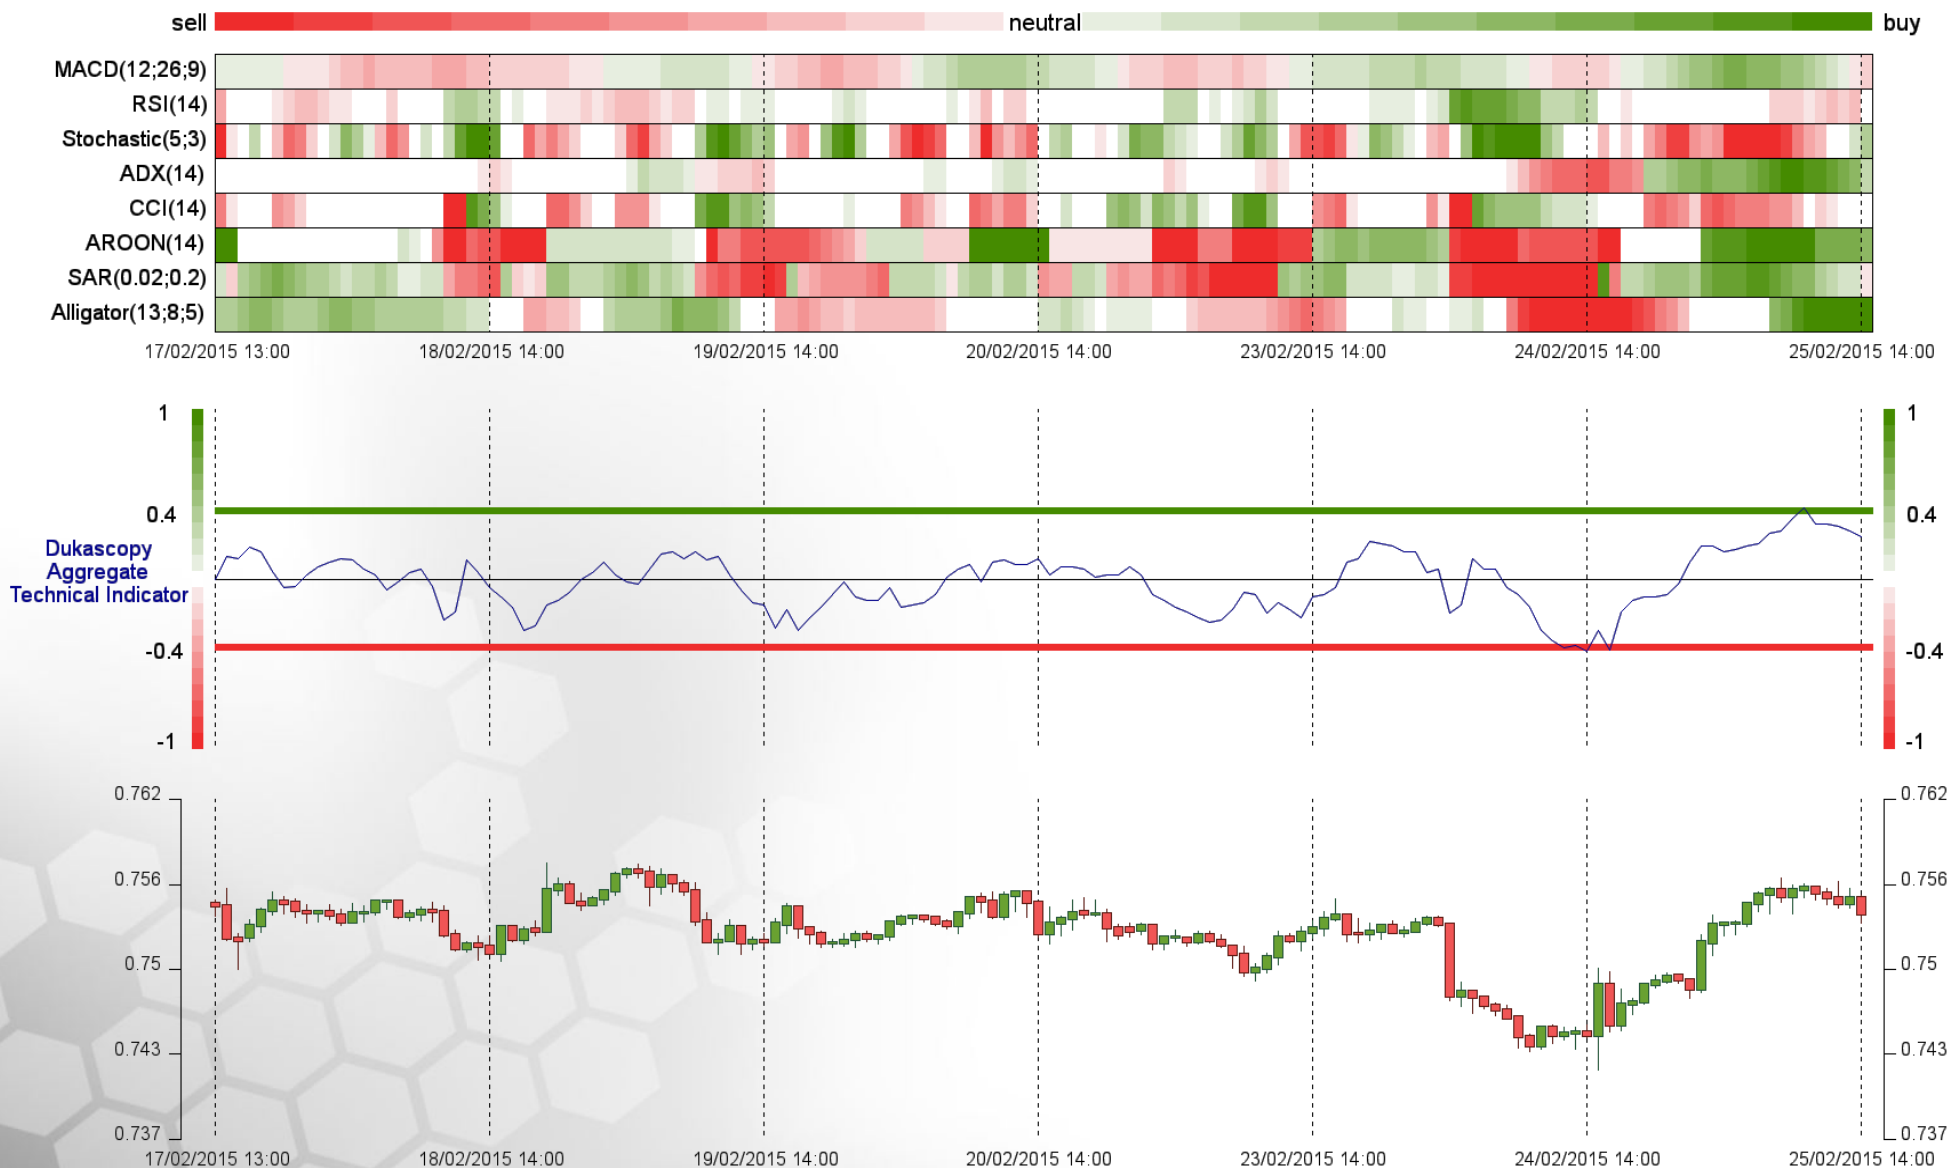 sell neutral buy
MACD(12;26;9)
RSI(14)
Stochastic(5;3)
ADX(14)
CCI(14)
AROON(14)
SAR(0.02;0.2)
Alligator(13;8;5)
17/02/2015 13:00 18/02/2015 14:00 19/02/2015 14:00 20/02/2015 14:00 23/02/2015 14:00 24/02/2015 14:00 25/02/2015 14:00
1 1
0.4 0.4
Dukascopy
Aggregate
Technical Indicator
-0.4 -0.4
-1 -1
0.762 0.762
0.756 0.756
0.75 0.75
0.743 0.743
0.737 0.737
17/02/2015 13:00 18/02/2015 14:00 19/02/2015 14:00 20/02/2015 14:00 23/02/2015 14:00 24/02/2015 14:00 25/02/2015 14:00